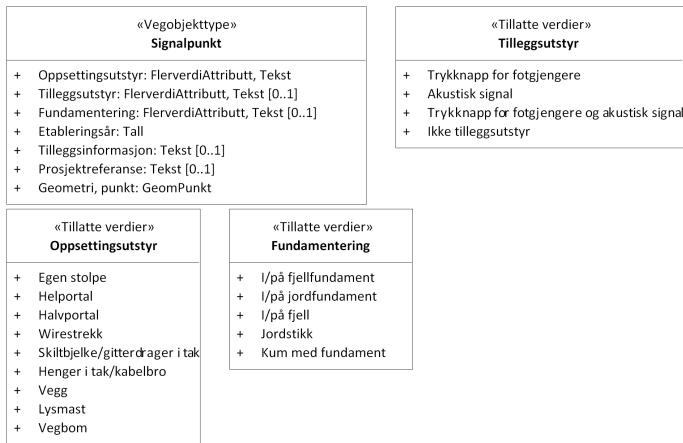 «Vegobjekttype»
Signalpunkt
+ Oppsettingsutstyr: FlerverdiAttributt, Tekst
+ Tilleggsutstyr: FlerverdiAttributt, Tekst [0..1]
+ Fundamentering: FlerverdiAttributt, Tekst [0..1]
+ Etableringsår: Tall
+ Tilleggsinformasjon: Tekst [0..1]
+ Prosjektreferanse: Tekst [0..1]
+ Geometri, punkt: GeomPunkt
«Tillatte verdier»
Tilleggsutstyr
+ Trykknapp for fotgjengere
+ Akustisk signal
+ Trykknapp for fotgjengere og akustisk signal
+ Ikke tilleggsutstyr
«Tillatte verdier»
Oppsettingsutstyr
+ Egen stolpe
+ Helportal
+ Halvportal
+ Wirestrekk
+ Skiltbjelke/gitterdrager i tak
+ Henger i tak/kabelbro
+ Vegg
+ Lysmast
+ Vegbom
«Tillatte verdier»
Fundamentering
+ I/på fjellfundament
+ I/på jordfundament
+ I/på fjell
+ Jordstikk
+ Kum med fundament